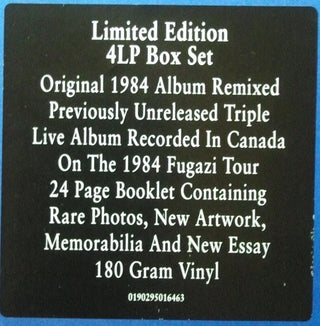 Limited Edition
4LP Box Set
Original 1984 Album Remixed
Previously Unreleased Triple
Live Album Recorded In Canada
On The 1984 Fugazi Tour
24 Page Booklet Containing
Rare Photos, New Artwork,
Memorabilia And New Essay
180 Gram Vinyl
0190295016463